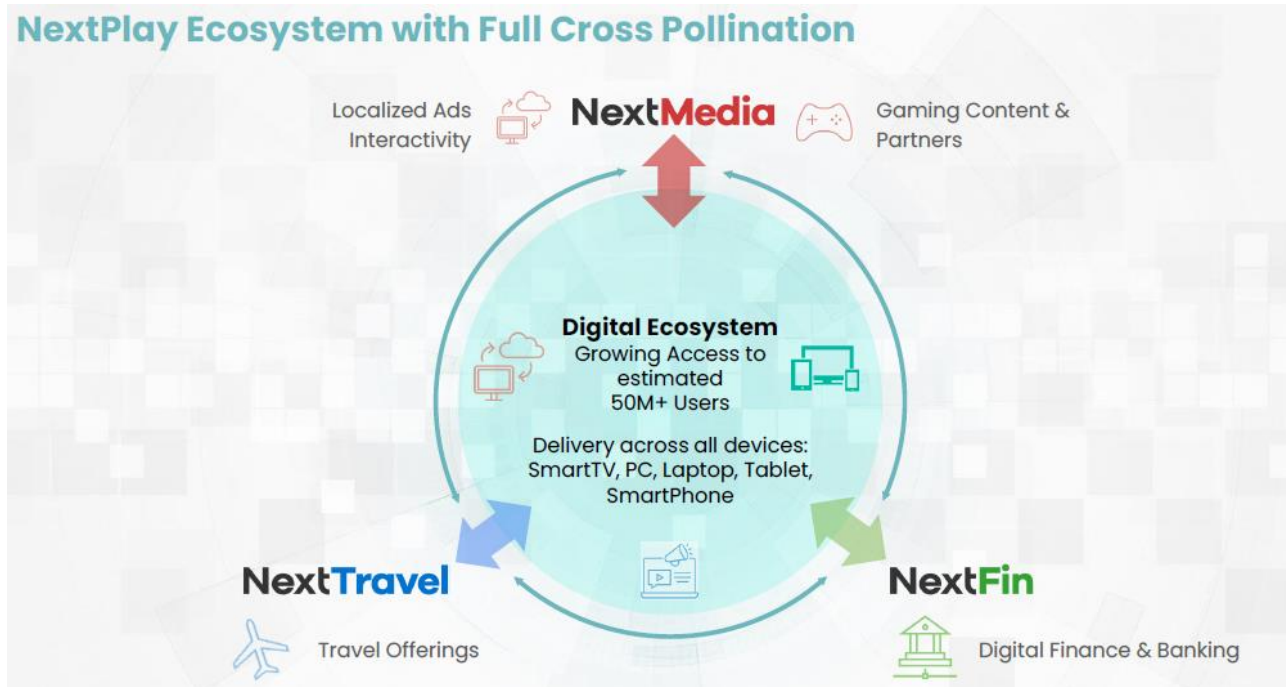 NextPlay Ecosystem with Full Cross Pollination
Localized Ads
Interactivity
NextMedia
Gaming Content &
Partners
Digital Ecosystem
Growing Access to
estimated
50M+ Users
Delivery across all devices:
SmartTV, PC, Laptop, Tablet,
SmartPhone
NextTravel
Travel Offerings
NextFin
Digital Finance & Banking